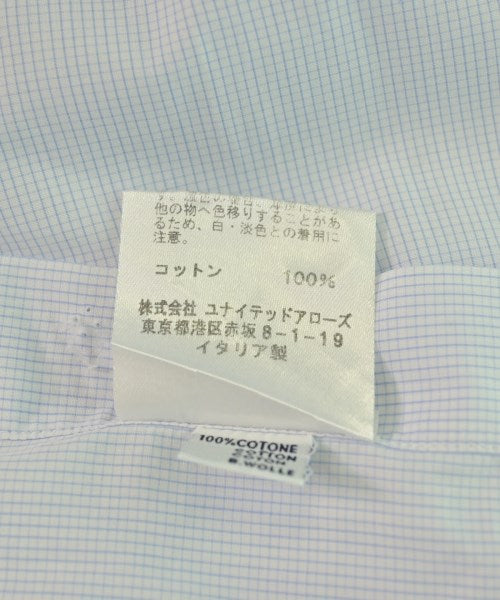 他の物へ色移りすることがあ
るため、白・淡色との着用に
注意。
コットン 100%
株式会社 ユナイテッドアローズ
東京都港区赤坂8-1-19
イタリア製
100%COTONE
COTTON
COTON
B.WOLLE